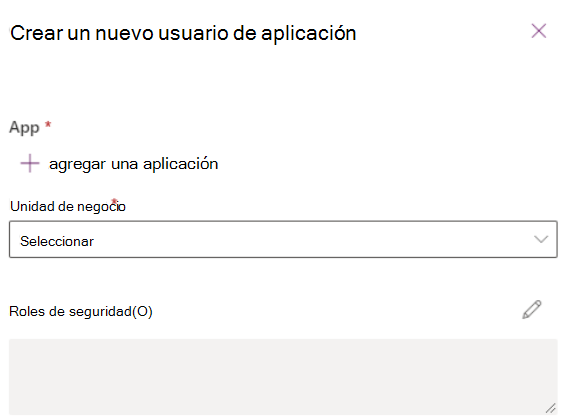 Crear un nuevo usuario de aplicación
App *
agregar una aplicación
Unidad de negocio*
Seleccionar
Roles de seguridad(O)